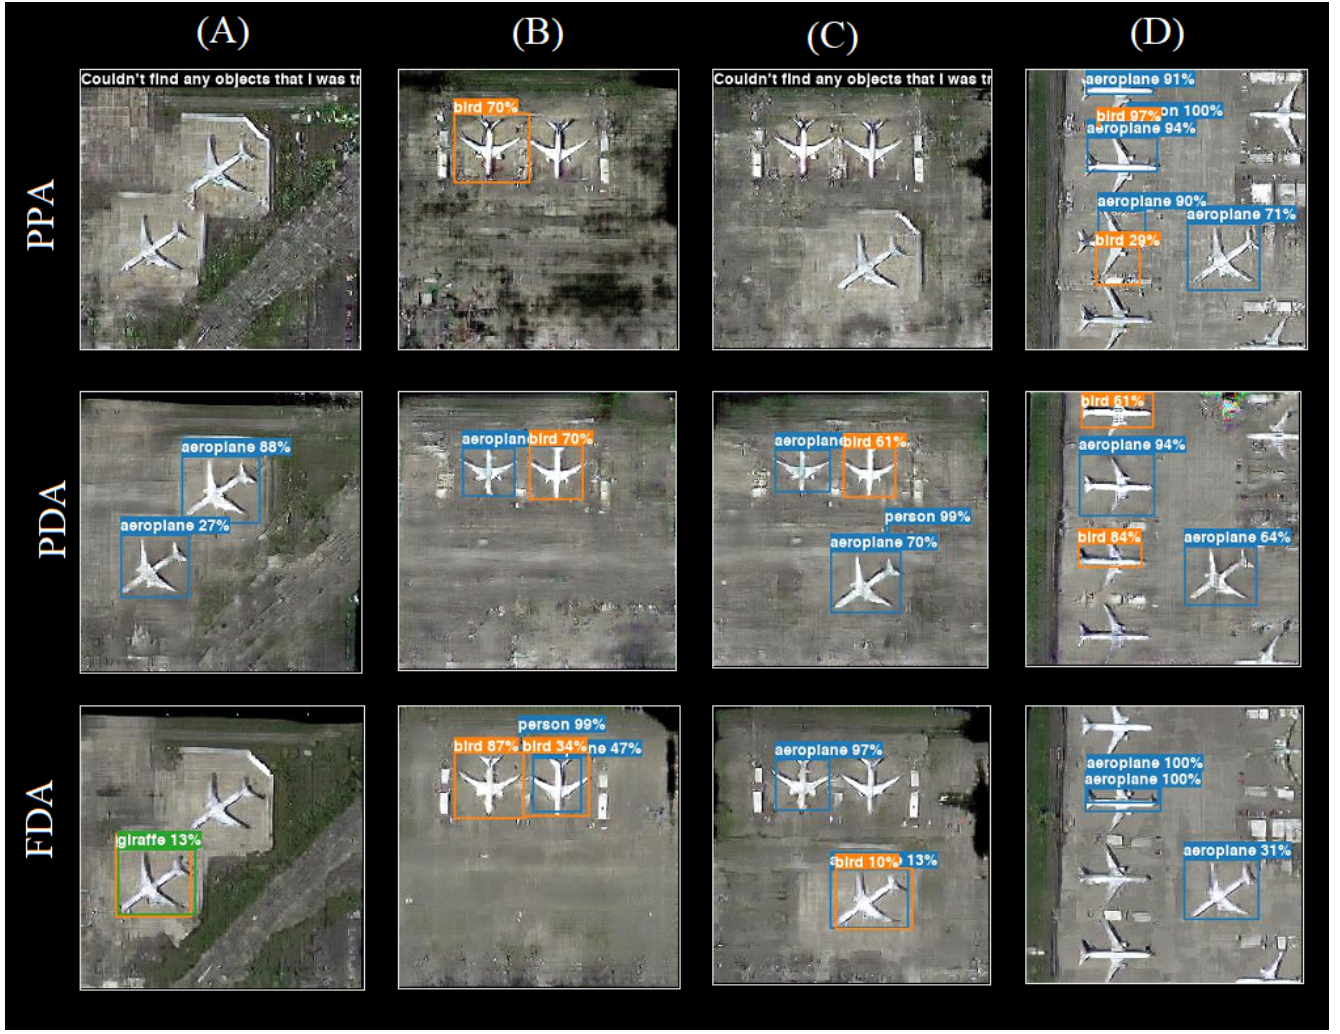 (A) (B) (C) (D)
PPA
Couldn't find any objects that I was tr
bird 70%
Couldn't find any objects that I was tr
aeroplane 91%
bird 97% on 100%
aeroplane 94%
aeroplane 90%
aeroplane 71%
bird 29%
PDA
aeroplane 88%
aeroplane 27%
aeroplane bird 70%
aeroplane bird 61%
person 99%
aeroplane 70%
bird 61%
aeroplane 94%
bird 84%
aeroplane 64%
FDA
giraffe 13%
person 99%
bird 87% bird 34% ne 47%
aeroplane 97%
bird 10% 13%
aeroplane 100%
aeroplane 100%
aeroplane 31%